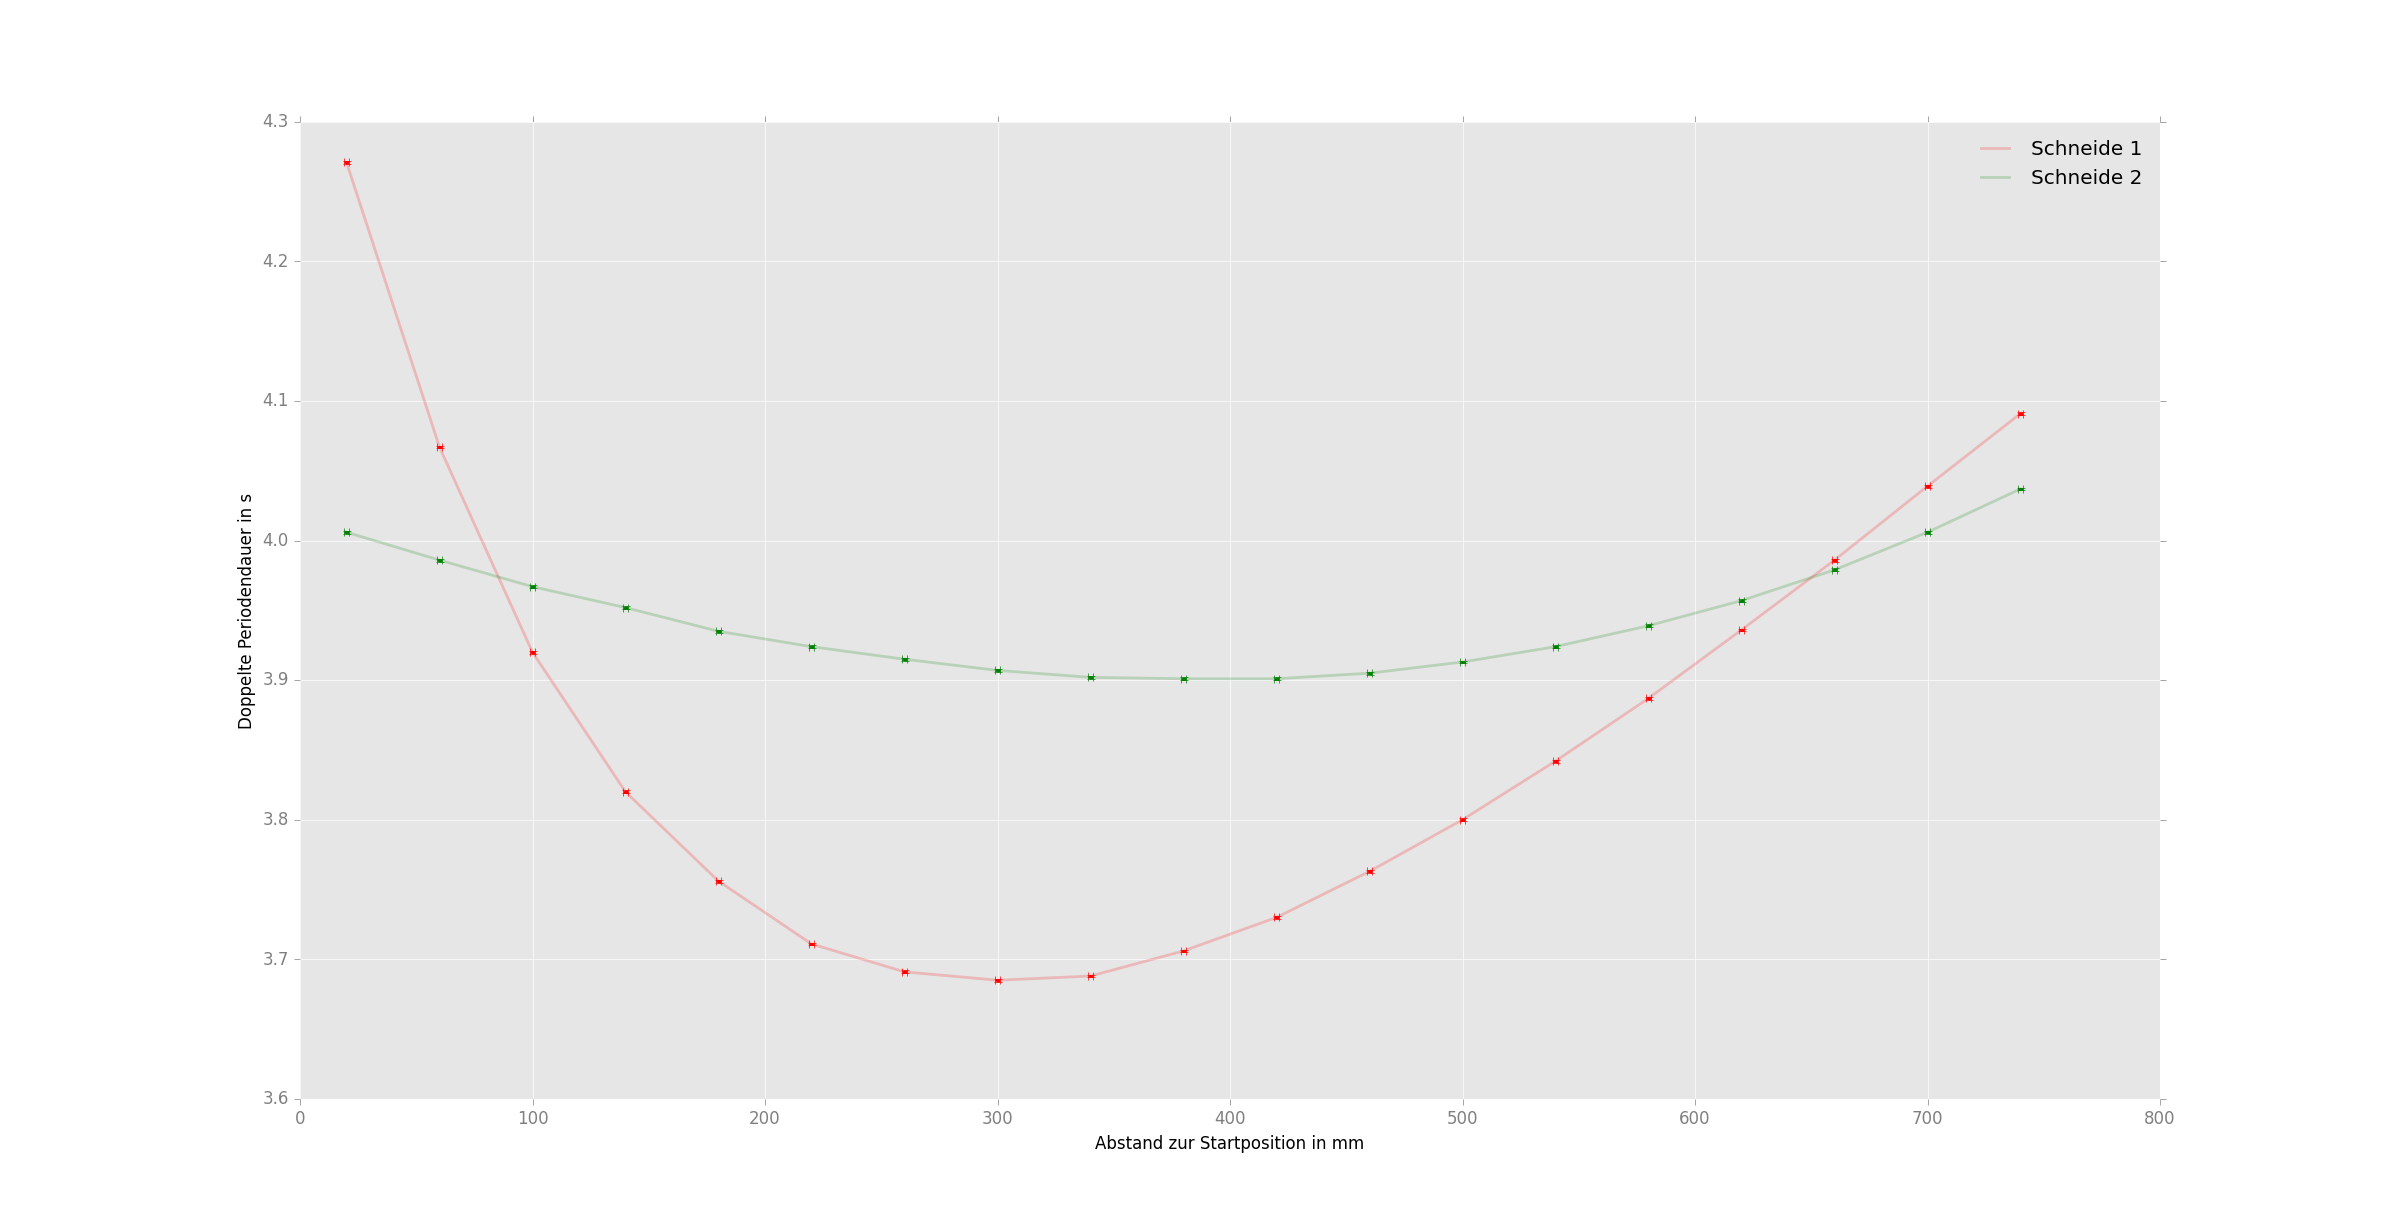 4.3
4.2
4.1
4.0
3.9
3.8
3.7
3.6
Doppelte Periodendauer in s
Schneide 1
Schneide 2
0 100 200 300 400 500 600 700 800
Abstand zur Startposition in mm